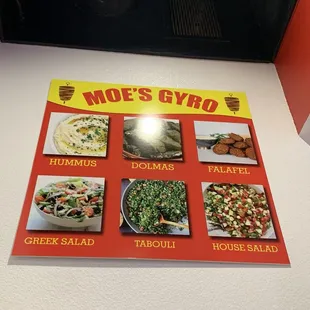 MOE'S GYRO
HUMMUS
DOLMAS
FALAFEL
GREEK SALAD
TABOULI
HOUSE SALAD